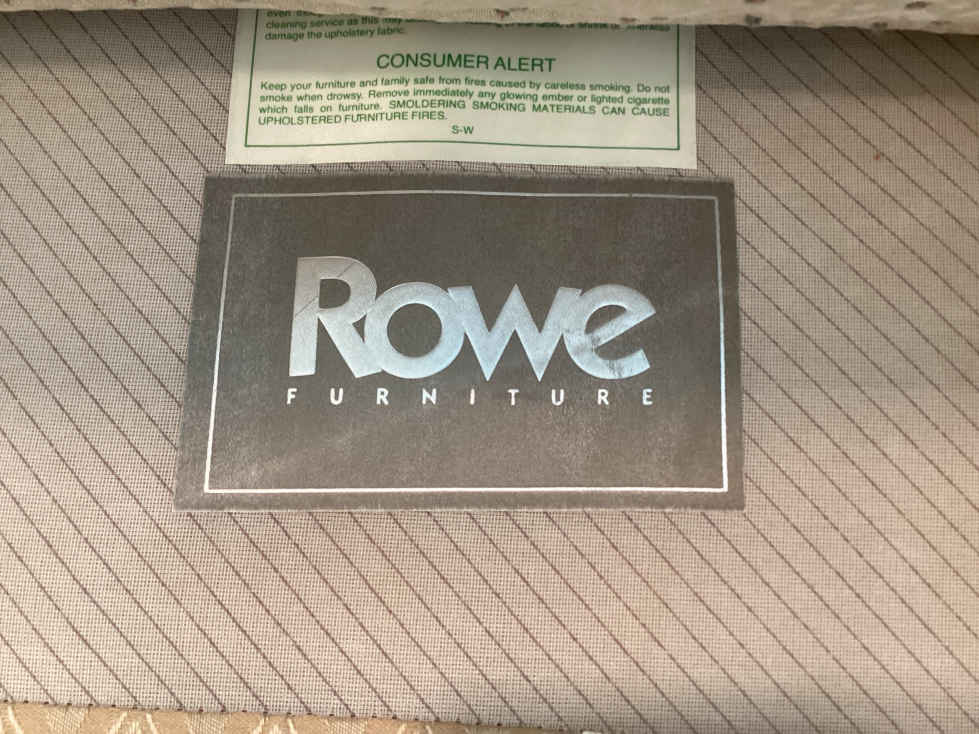 cleaning service as this may
damage the upholstery fabric.
CONSUMER ALERT
Keep your furniture and family safe from fires caused by careless smoking. Do not
smoke when drowsy. Remove immediately any glowing ember or lighted cigarette
which falls on furniture. SMOLDERING SMOKING MATERIALS CAN CAUSE
UPHOLSTERED FURNITURE FIRES.
S-W
Rowe
FURNITURE